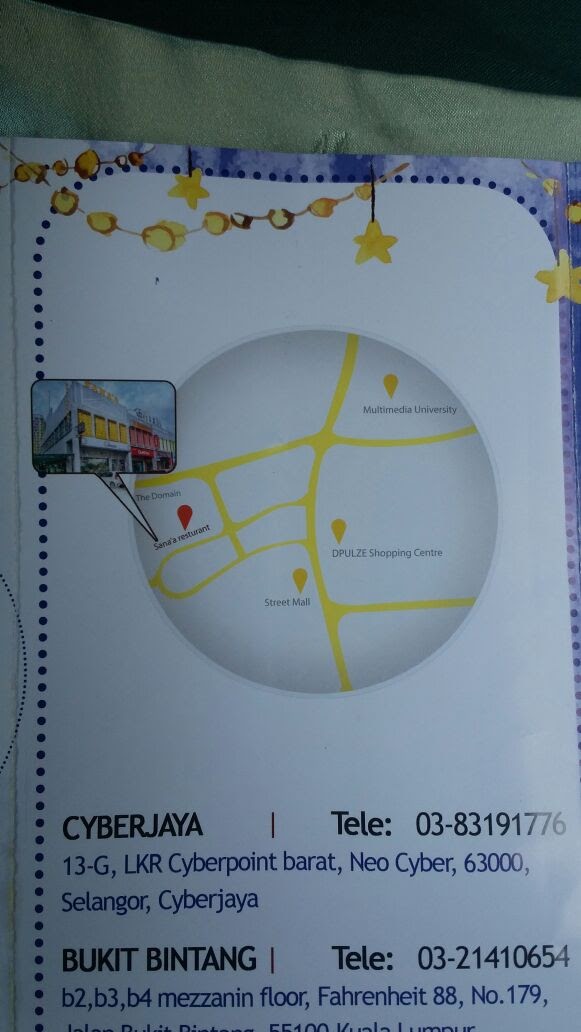 Multimedia University
The Domain
Sana'a resturant
DPULZE Shopping Centre
Street Mall
CYBERJAYA | Tele: 03-83191776
13-G, LKR Cyberpoint barat, Neo Cyber, 63000,
Selangor, Cyberjaya
BUKIT BINTANG | Tele: 03-21410654
b2,b3,b4 mezzanin floor, Fahrenheit 88, No.179,
Jalan Bukit Bintang, 55100 Kuala Lumpur